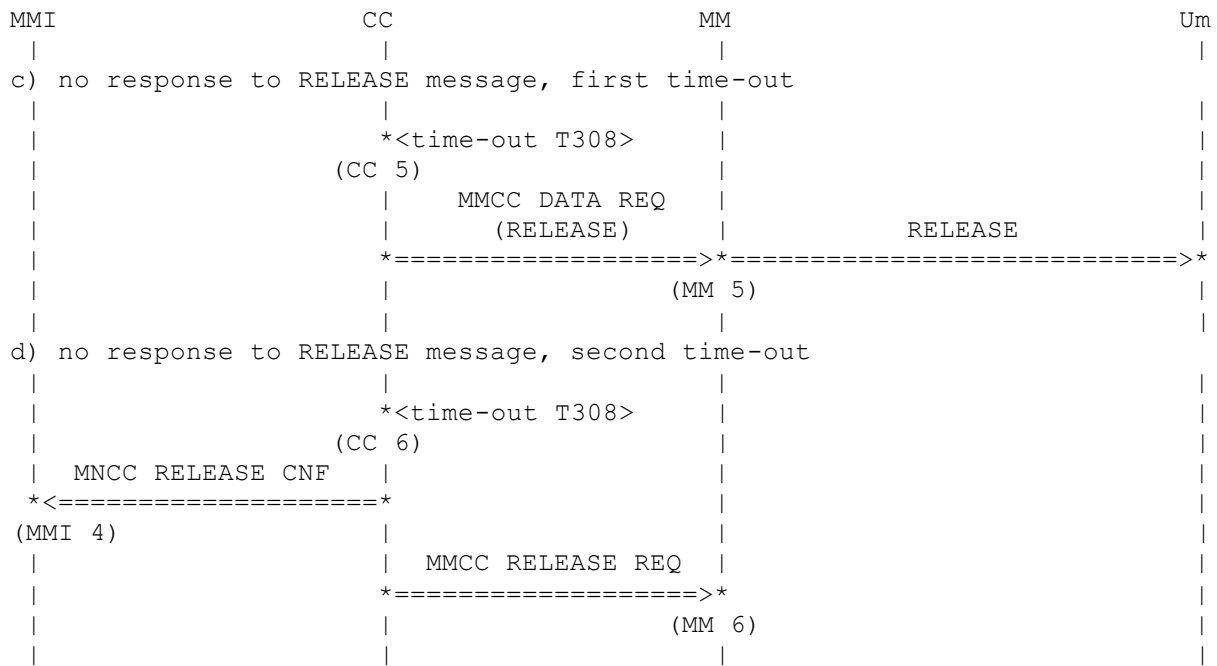 MMI CC MM Um
c) no response to RELEASE message, first time-out
*<time-out T308>
(CC 5)
MMCC DATA REQ
(RELEASE) RELEASE
*===================>*============================>*
(MM 5)
d) no response to RELEASE message, second time-out
*<time-out T308>
(CC 6)
MNCC RELEASE CNF
*<====================*
(MMI 4)
MMCC RELEASE REQ
*===================>*
(MM 6)